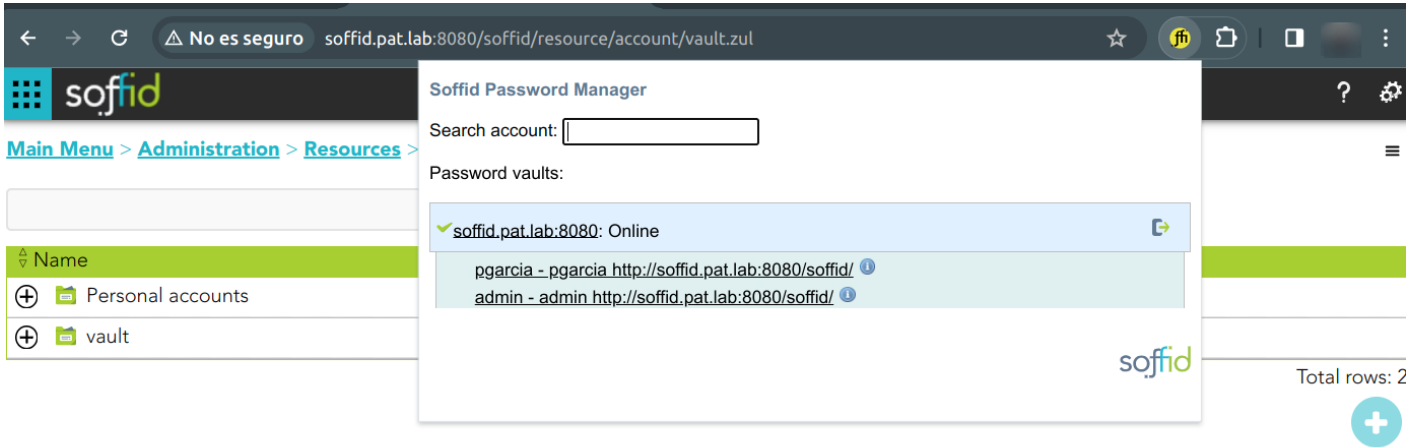 No es seguro soffid.pat.lab:8080/soffid/resource/account/vault.zul
soffid
?
Main Menu > Administration > Resources >
Name
Personal accounts
vault
Total rows: 2
Soffid Password Manager
Search account:
Password vaults:
soffid.pat.lab:8080: Online
pgarcia - pgarcia http://soffid.pat.lab:8080/soffid/
admin - admin http://soffid.pat.lab:8080/soffid/
soffid